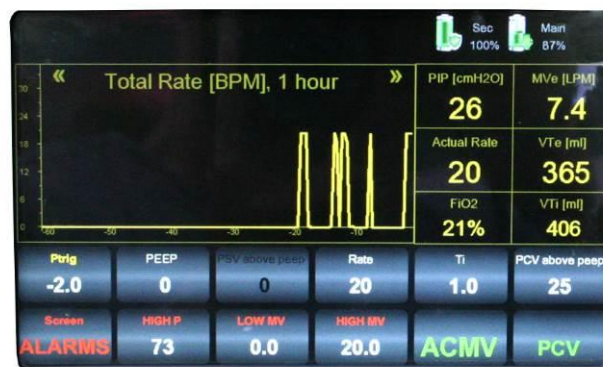 Sec
100%
Main
87%
« Total Rate [BPM], 1 hour »
30
24
18
12
6
0
-60 -50 -40 -30 -20 -10
PIP [cmH2O]
26
MVe [LPM]
7.4
Actual Rate
20
VTe [ml]
365
FiO2
21%
VTi [ml]
406
Ptrig
-2.0
PEEP
0
PSV above peep
0
Rate
20
Ti
1.0
PCV above peep
25
Screen
ALARMS
HIGH P
73
LOW MV
0.0
HIGH MV
20.0
ACMV
PCV